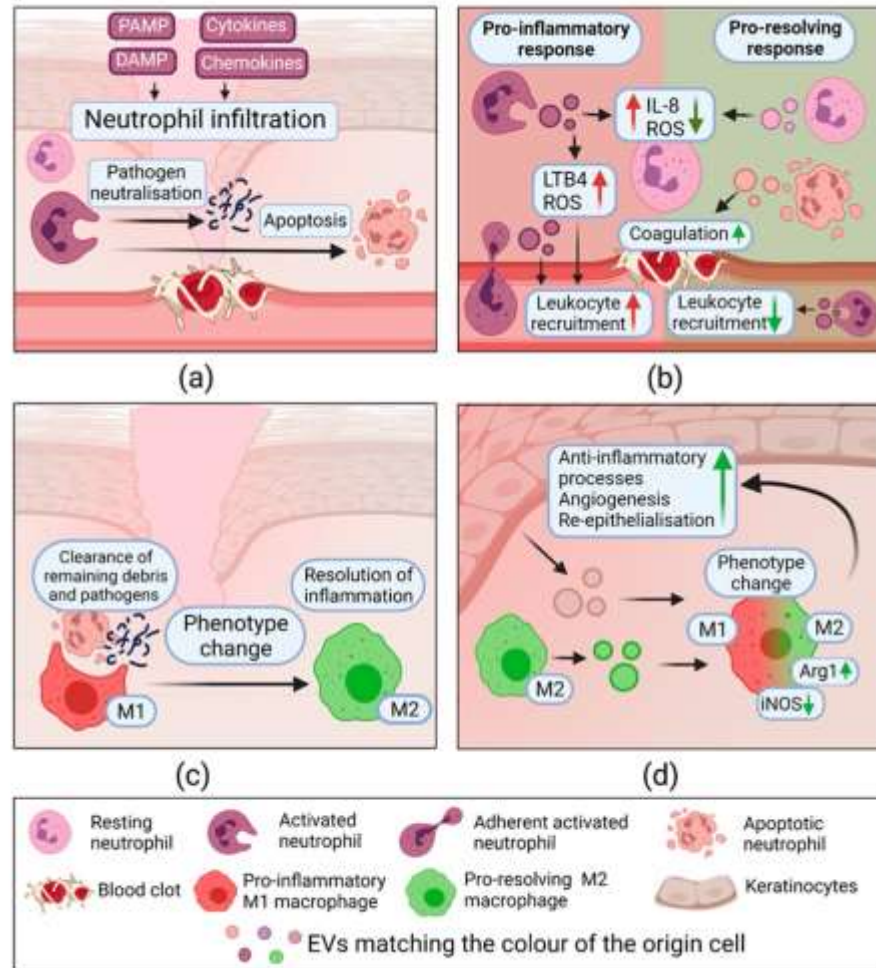 PAMP
Cytokines
DAMP
Chemokines
Neutrophil infiltration
Pathogen
neutralisation
Apoptosis
(a)
Pro-inflammatory
response
Pro-resolving
response
IL-8
ROS
LTB4
ROS
Coagulation
Leukocyte
recruitment
Leukocyte
recruitment
(b)
Clearance of
remaining debris
and pathogens
Resolution of
inflammation
Phenotype
change
M1
M2
(c)
Anti-inflammatory
processes
Angiogenesis
Re-epithelialisation
Phenotype
change
M1
M2
M2
Arg1
iNOS
(d)
Resting
neutrophil
Activated
neutrophil
Adherent activated
neutrophil
Apoptotic
neutrophil
Blood clot
Pro-inflammatory
M1 macrophage
Pro-resolving M2
macrophage
Keratinocytes
EVs matching the colour of the origin cell